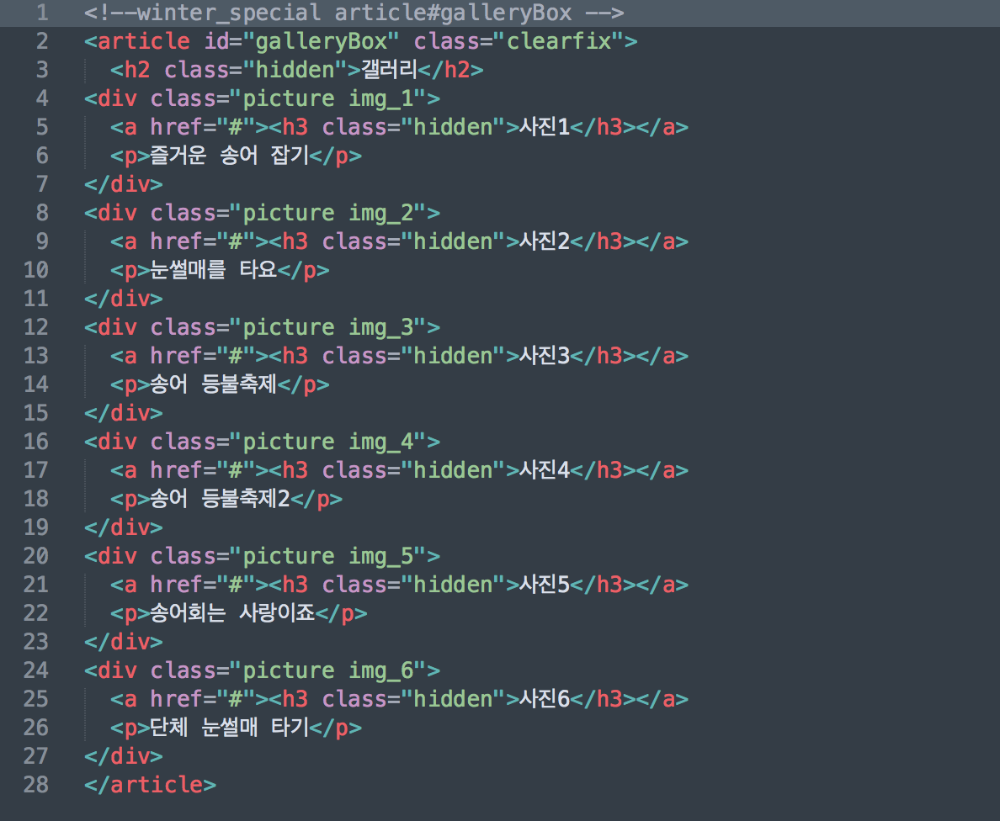 1 <!--winter_special article#galleryBox -->
2 <article id="galleryBox" class="clearfix">
3   <h2 class="hidden">갤러리</h2>
4 <div class="picture img_1">
5   <a href="#"><h3 class="hidden">사진1</h3></a>
6   <p>즐거운 송어 잡기</p>
7 </div>
8 <div class="picture img_2">
9   <a href="#"><h3 class="hidden">사진2</h3></a>
10   <p>눈썰매를 타요</p>
11 </div>
12 <div class="picture img_3">
13   <a href="#"><h3 class="hidden">사진3</h3></a>
14   <p>송어 등불축제</p>
15 </div>
16 <div class="picture img_4">
17   <a href="#"><h3 class="hidden">사진4</h3></a>
18   <p>송어 등불축제2</p>
19 </div>
20 <div class="picture img_5">
21   <a href="#"><h3 class="hidden">사진5</h3></a>
22   <p>송어회는 사랑이죠</p>
23 </div>
24 <div class="picture img_6">
25   <a href="#"><h3 class="hidden">사진6</h3></a>
26   <p>단체 눈썰매 타기</p>
27 </div>
28 </article>